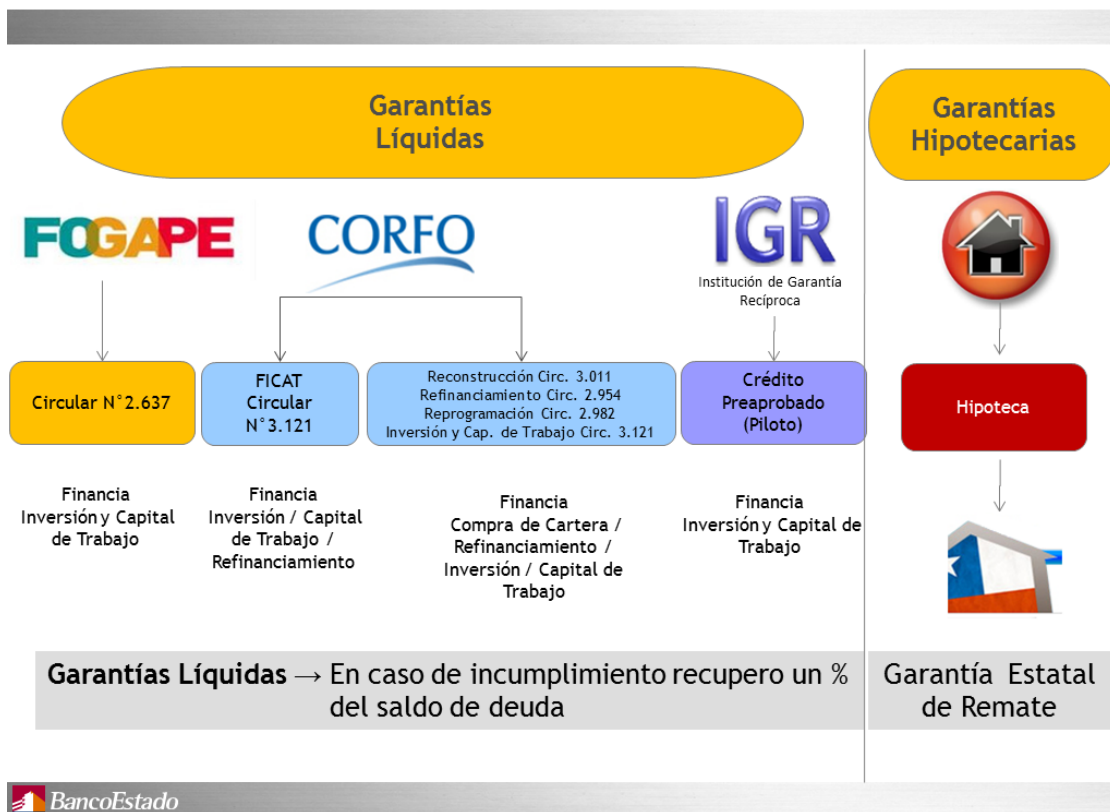 Garantías
Líquidas
Garantías
Hipotecarias
FOGAPE
CORFO
IGR
Institución de Garantía
Recíproca
Circular N°2.637
FICAT
Circular
N°3.121
Reconstrucción Circ. 3.011
Refinanciamiento Circ. 2.954
Reprogramación Circ. 2.982
Inversión y Cap. de Trabajo Circ. 3.121
Crédito
Preaprobado
(Piloto)
Hipoteca
Financia
Inversión y Capital
de Trabajo
Financia
Inversión / Capital
de Trabajo /
Refinanciamiento
Financia
Compra de Cartera /
Refinanciamiento /
Inversión / Capital de
Trabajo
Financia
Inversión y Capital de
Trabajo
Garantías Líquidas → En caso de incumplimiento recupero un %
del saldo de deuda
Garantía Estatal
de Remate
BancoEstado